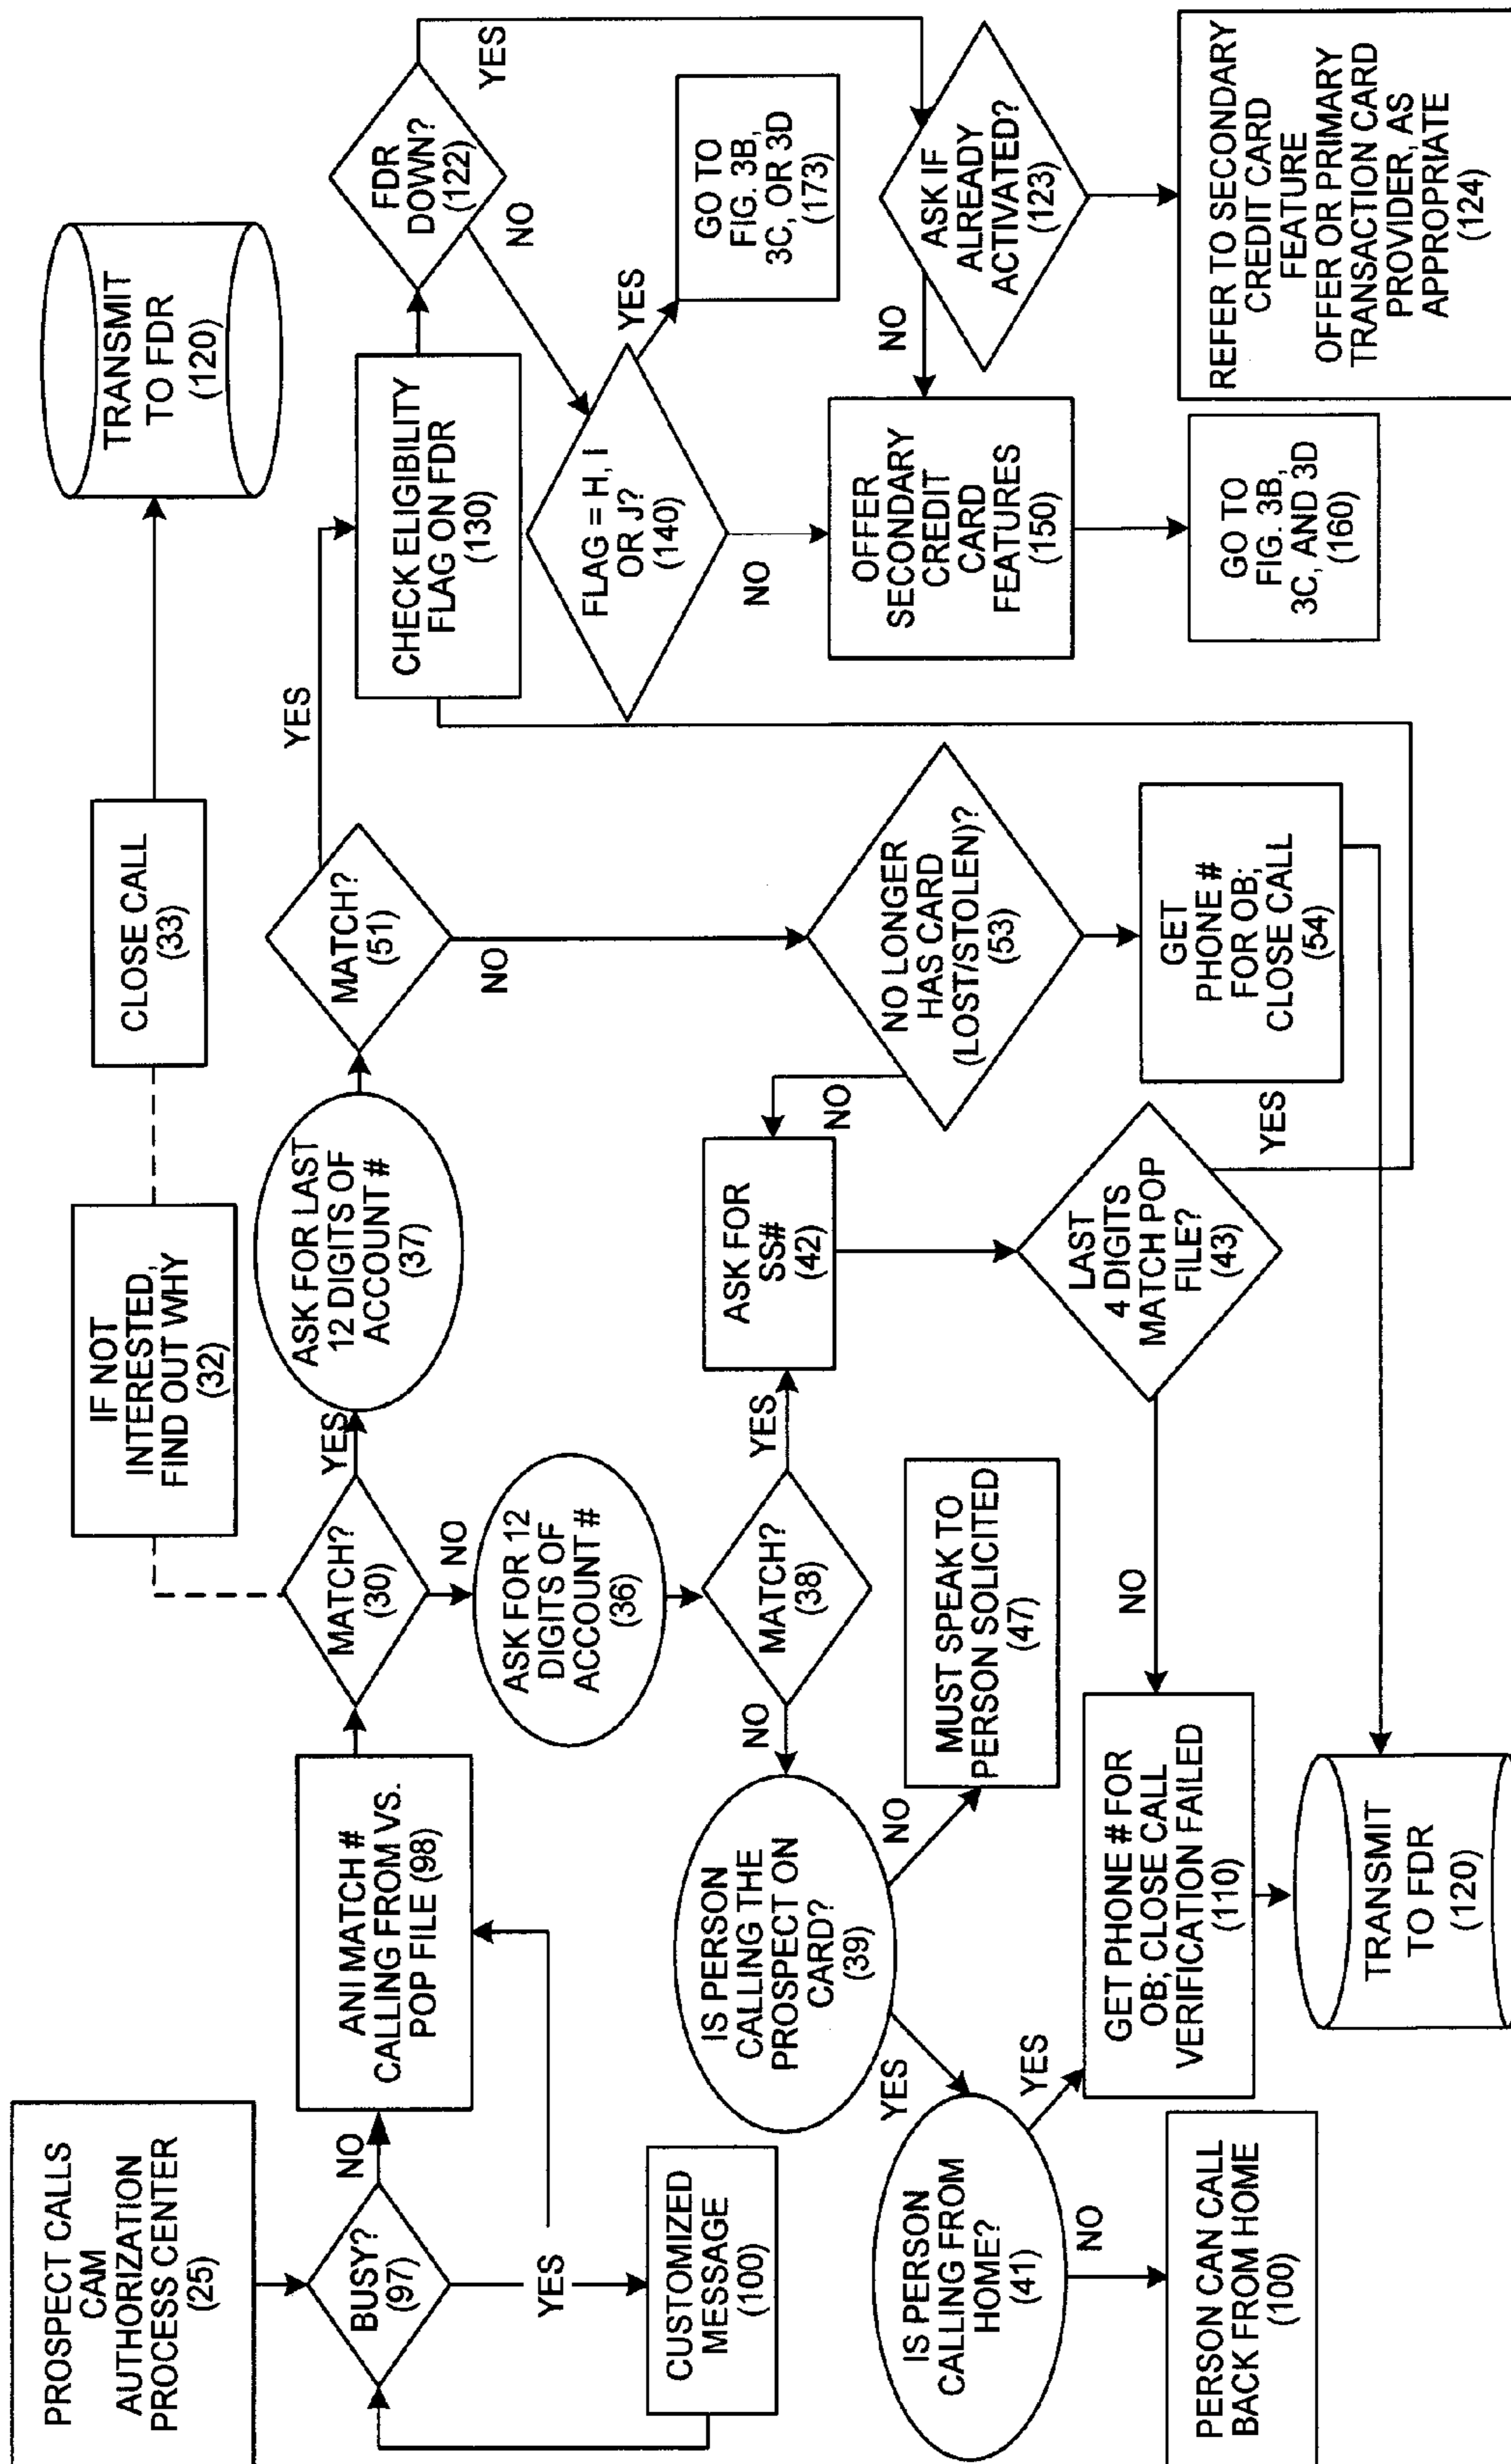 PROSPECT CALLS
CAM
AUTHORIZATION
PROCESS CENTER
(25)
BUSY?
(97)
NO
YES
CUSTOMIZED
MESSAGE
(100)
ANI MATCH #
CALLING FROM VS.
POP FILE (98)
MATCH?
(30)
YES
NO
IF NOT
INTERESTED,
FIND OUT WHY
(32)
CLOSE CALL
(33)
TRANSMIT
TO FDR
(120)
ASK FOR LAST
12 DIGITS OF
ACCOUNT #
(37)
MATCH?
(51)
YES
NO
ASK FOR 12
DIGITS OF
ACCOUNT #
(36)
MATCH?
(38)
YES
NO
ASK FOR
SS#
(42)
NO LONGER
HAS CARD
(LOST/STOLEN)?
(53)
NO
GET
PHONE #
FOR OB;
CLOSE CALL
(54)
LAST
4 DIGITS
MATCH POP
FILE?
(43)
YES
NO
IS PERSON
CALLING THE
PROSPECT ON
CARD?
(39)
NO
YES
MUST SPEAK TO
PERSON SOLICITED
(47)
IS PERSON
CALLING FROM
HOME?
(41)
YES
NO
PERSON CAN CALL
BACK FROM HOME
(100)
GET PHONE # FOR
OB; CLOSE CALL
VERIFICATION FAILED
(110)
TRANSMIT
TO FDR
(120)
CHECK ELIGIBILITY
FLAG ON FDR
(130)
FDR
DOWN?
(122)
YES
NO
FLAG = H, I
OR J?
(140)
YES
NO
GO TO
FIG. 3B,
3C, OR 3D
(173)
OFFER
SECONDARY
CREDIT
CARD
FEATURES
(150)
ASK IF
ALREADY
ACTIVATED?
(123)
NO
GO TO
FIG. 3B,
3C, AND 3D
(160)
REFER TO SECONDARY
CREDIT CARD
FEATURE
OFFER OR PRIMARY
TRANSACTION CARD
PROVIDER, AS
APPROPRIATE
(124)